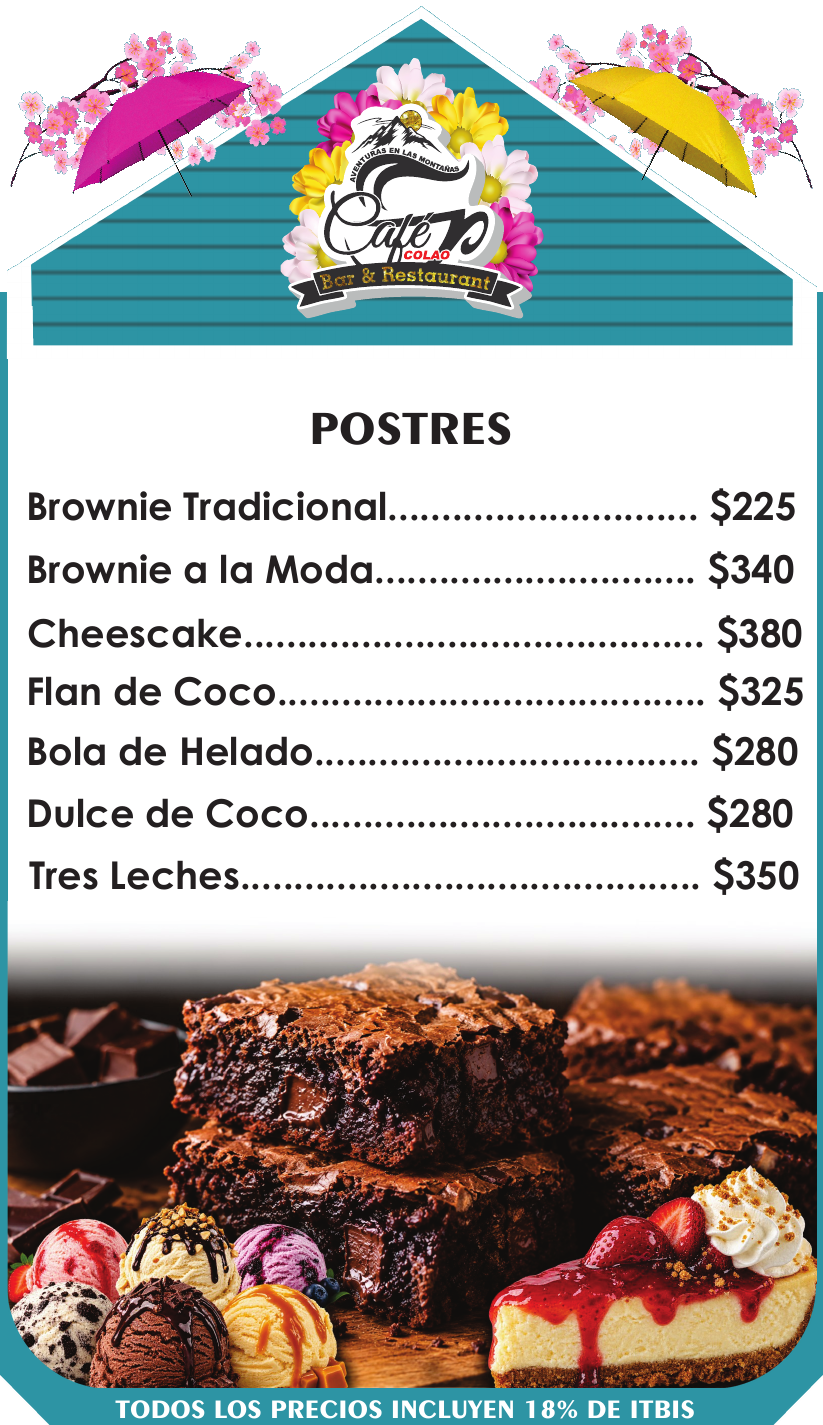 AVENTURAS EN LAS MONTAÑAS
Café
COLAO
Bar & Restaurant
POSTRES
Brownie Tradicional............................. $225
Brownie a la Moda.............................. $340
Cheescake........................................... $380
Flan de Coco........................................ $325
Bola de Helado.................................... $280
Dulce de Coco.................................... $280
Tres Leches........................................... $350
TODOS LOS PRECIOS INCLUYEN 18% DE ITBIS